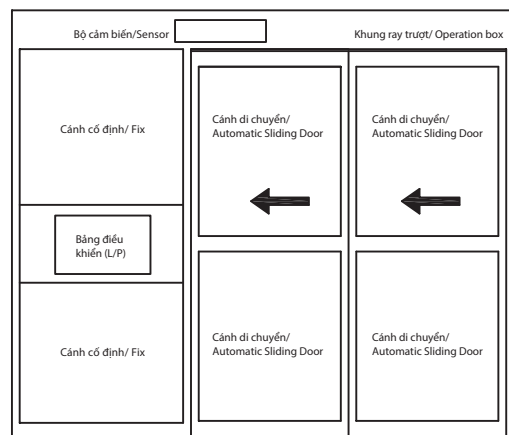 Bộ cảm biến/Sensor
Khung ray trượt/ Operation box
Cánh cố định/ Fix
Cánh di chuyển/
Automatic Sliding Door
Cánh di chuyển/
Automatic Sliding Door
Bảng điều
khiển (L/P)
Cánh cố định/ Fix
Cánh di chuyển/
Automatic Sliding Door
Cánh di chuyển/
Automatic Sliding Door